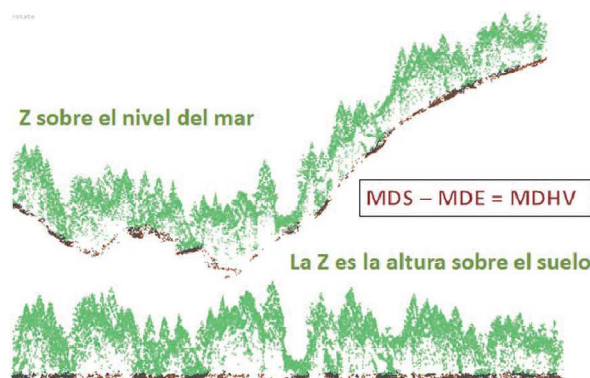 Z sobre el nivel del mar
MDS – MDE = MDHV
La Z es la altura sobre el suelo